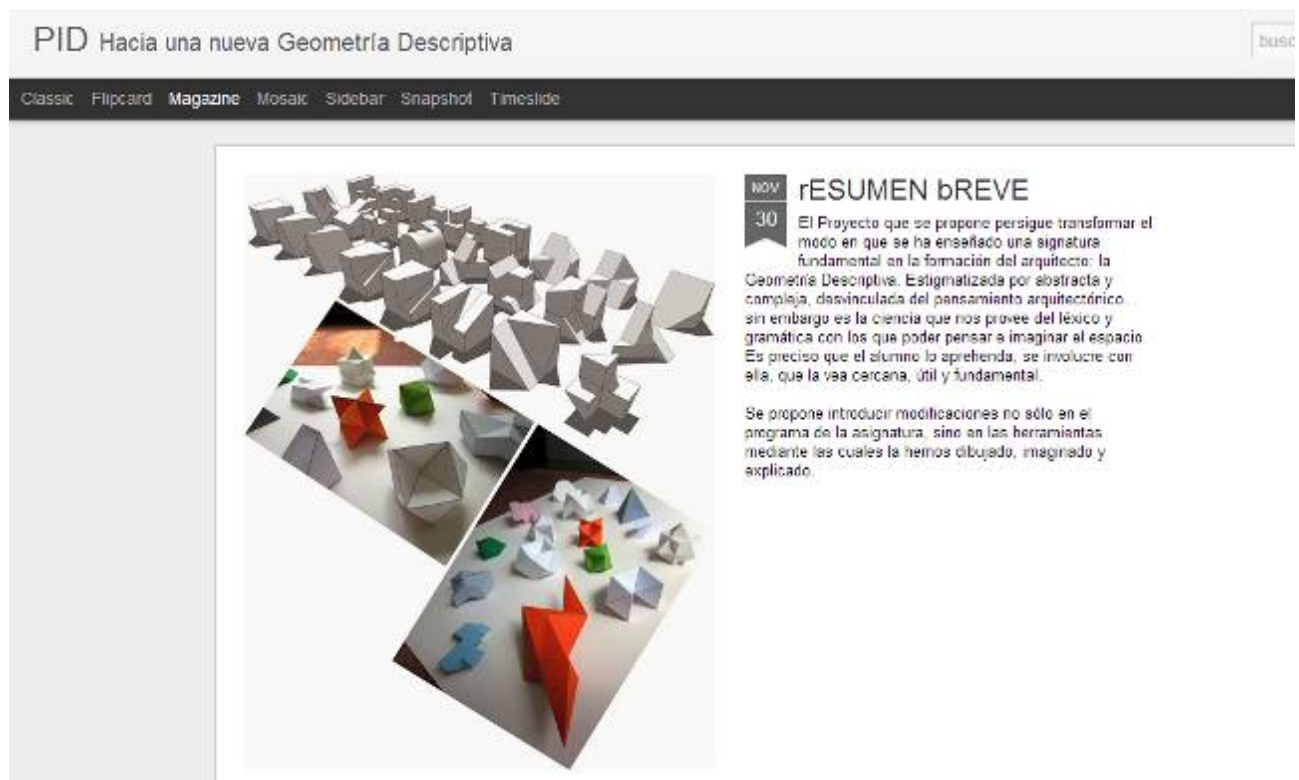 PID Hacia una nueva Geometría Descriptiva
busc
Classic Flipcard Magazine Mosaic Sidebar Snapshot Timeslide
NOV
30
rESUMEN bREVE
El Proyecto que se propone persigue transformar el
modo en que se ha enseñado una signatura
fundamental en la formación del arquitecto: la
Geometría Descriptiva. Estigmatizada por abstracta y
compleja, desvinculada del pensamiento arquitectónico...
sin embargo es la ciencia que nos provee del léxico y
gramática con los que poder pensar e imaginar el espacio.
Es preciso que el alumno lo aprehenda, se involucre con
ella, que la vea cercana, útil y fundamental.
Se propone introducir modificaciones no sólo en el
programa de la asignatura, sino en las herramientas
mediante las cuales la hemos dibujado, imaginado y
explicado.